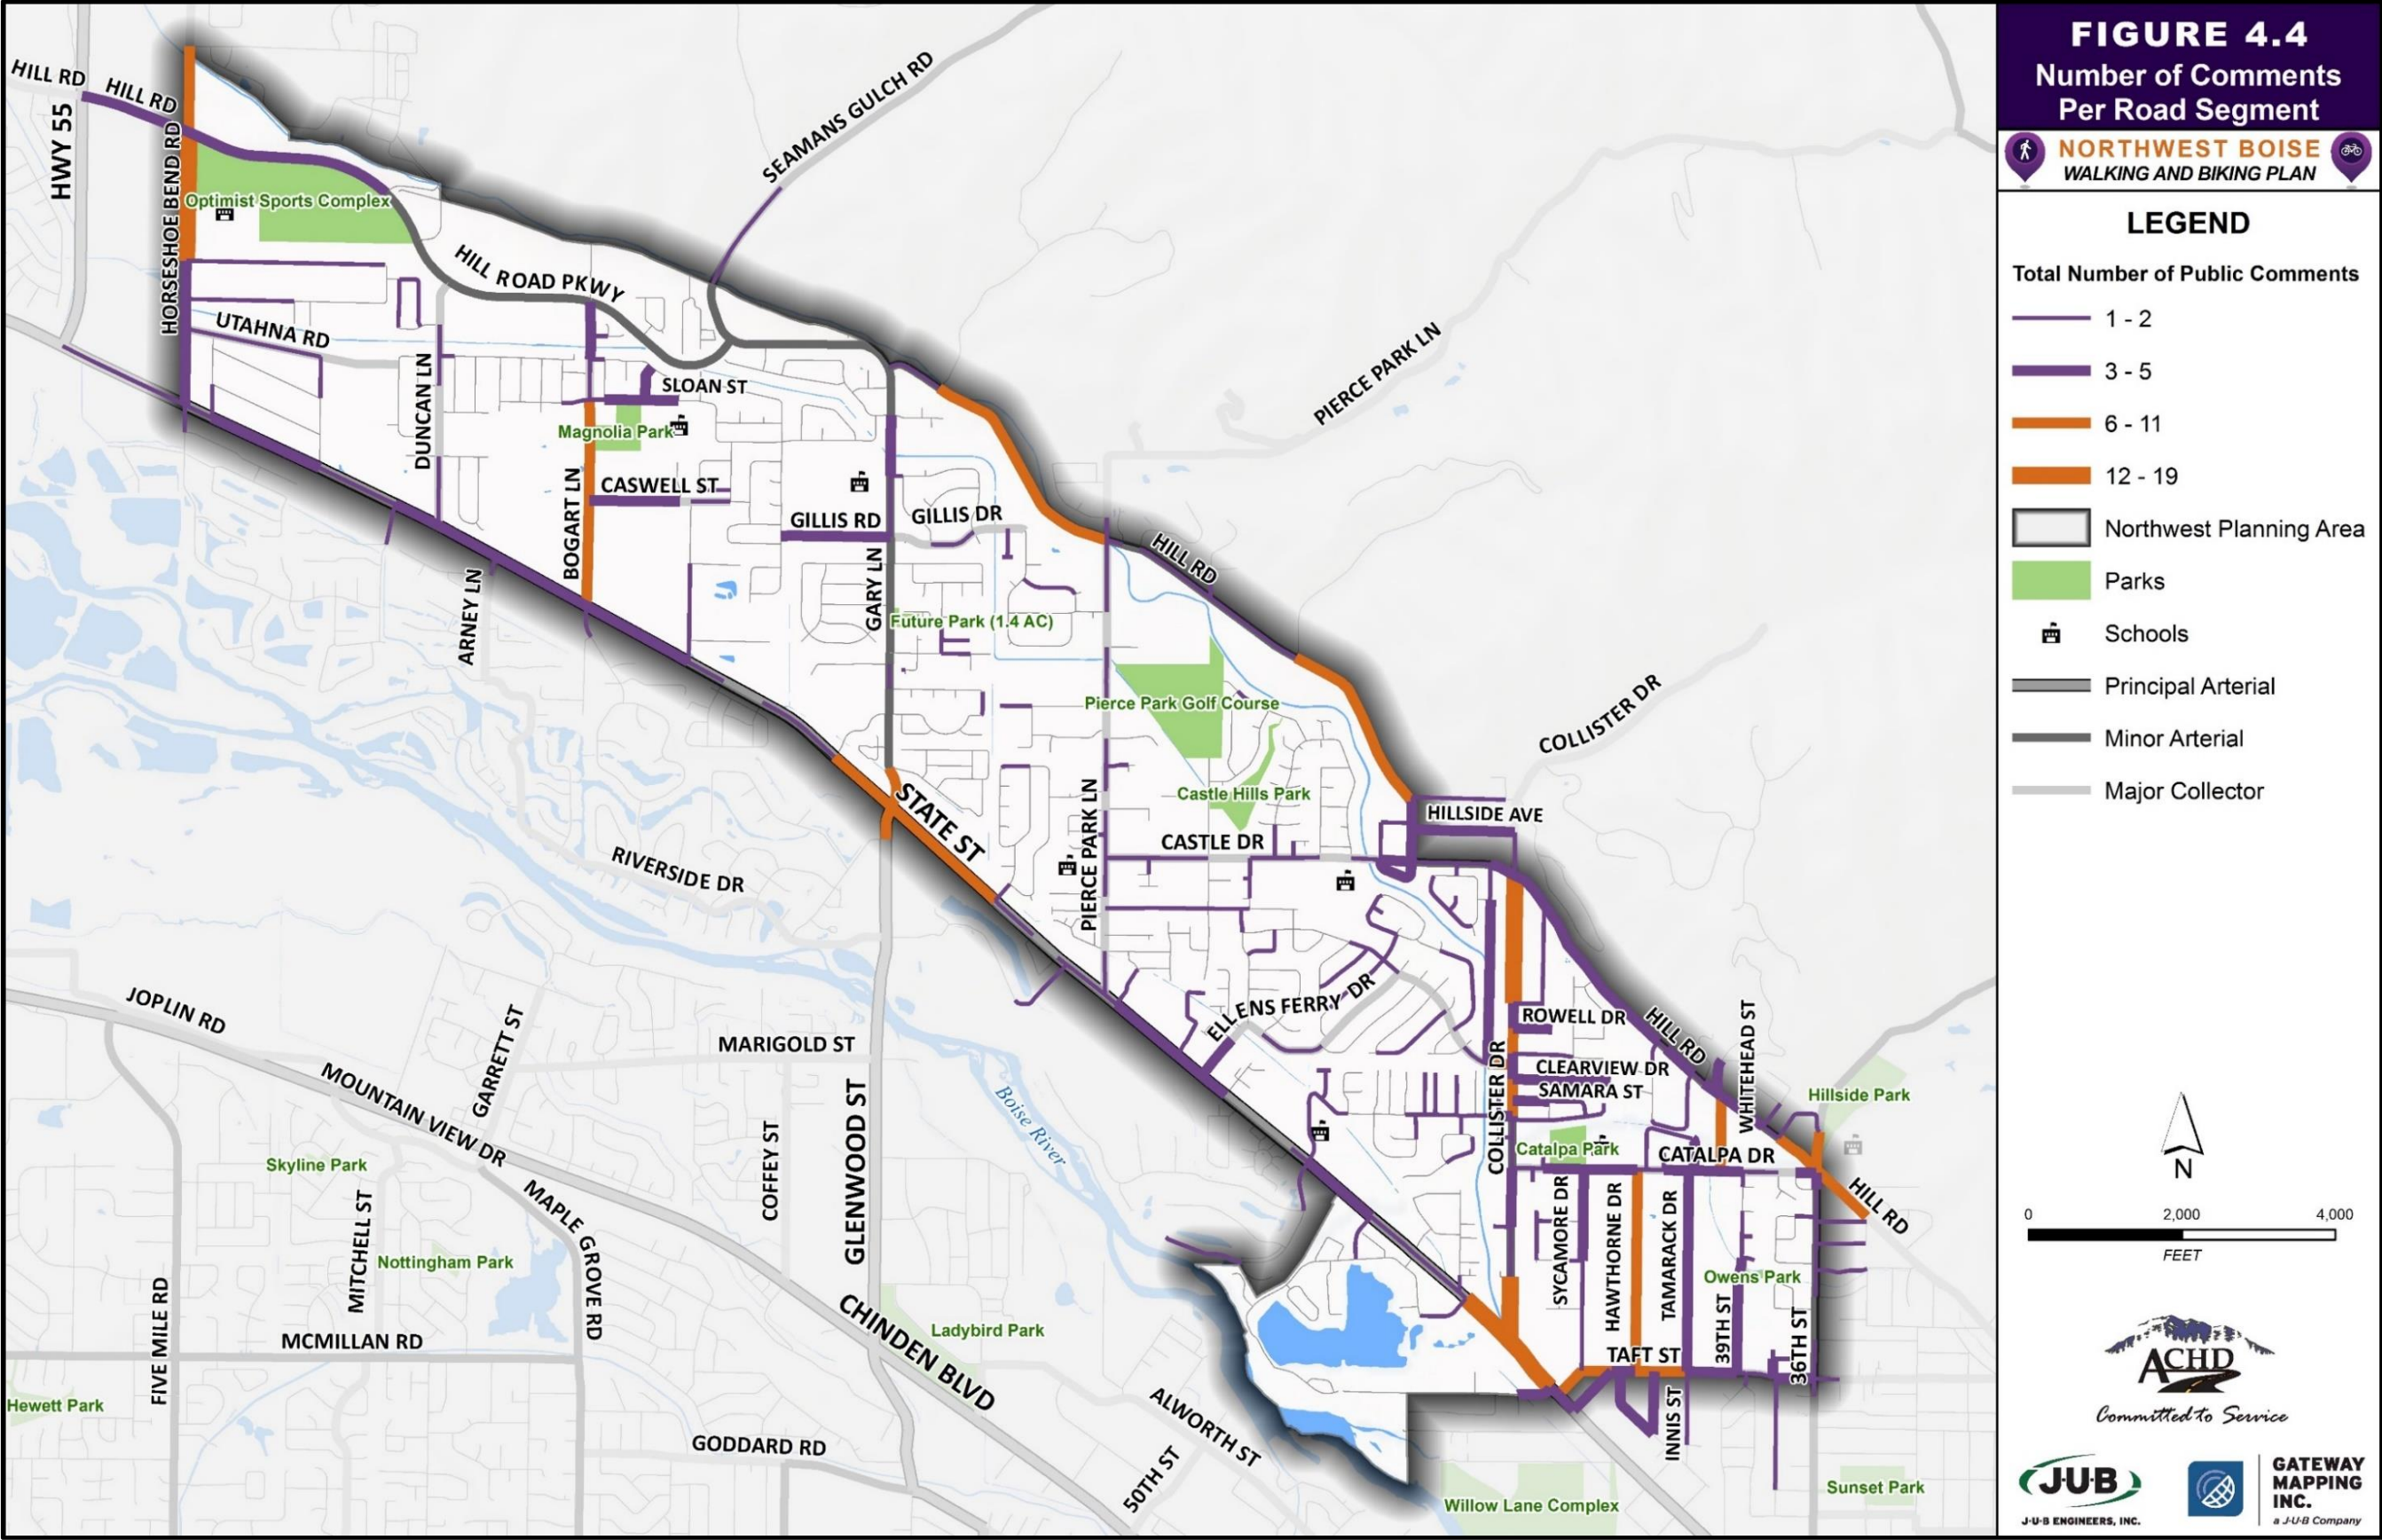 FIGURE 4.4
Number of Comments
Per Road Segment
NORTHWEST BOISE
WALKING AND BIKING PLAN
LEGEND
Total Number of Public Comments
1 - 2
3 - 5
6 - 11
12 - 19
Northwest Planning Area
Parks
Schools
Principal Arterial
Minor Arterial
Major Collector
N
0 2,000 4,000
FEET
ACHD
Committed to Service
J·U·B
J·U·B ENGINEERS, INC.
GATEWAY
MAPPING
INC.
a J·U·B Company
HILL RD
HILL RD
HWY 55
HORSESHOE BEND RD
Optimist Sports Complex
SEAMANS GULCH RD
HILL ROAD PKWY
UTAHNA RD
DUNCAN LN
SLOAN ST
Magnolia Park
BOGART LN
CASWELL ST
GILLIS RD
GILLIS DR
GARY LN
ARNEY LN
Future Park (1.4 AC)
PIERCE PARK LN
HILL RD
Pierce Park Golf Course
COLLISTER DR
Castle Hills Park
PIERCE PARK LN
CASTLE DR
HILLSIDE AVE
STATE ST
RIVERSIDE DR
ELLENS FERRY DR
ROWELL DR
HILL RD
CLEARVIEW DR
SAMARA ST
COLLISTER DR
WHITEHEAD ST
Hillside Park
Catalpa Park
CATALPA DR
HILL RD
SYCAMORE DR
HAWTHORNE DR
TAMARACK DR
39TH ST
Owens Park
36TH ST
TAFT ST
INNIS ST
JOPLIN RD
GARRETT ST
MARIGOLD ST
MOUNTAIN VIEW DR
Boise River
COFFEY ST
GLENWOOD ST
Skyline Park
MITCHELL ST
MAPLE GROVE RD
Nottingham Park
FIVE MILE RD
MCMILLAN RD
CHINDEN BLVD
Ladybird Park
Hewett Park
GODDARD RD
ALWORTH ST
50TH ST
Willow Lane Complex
Sunset Park